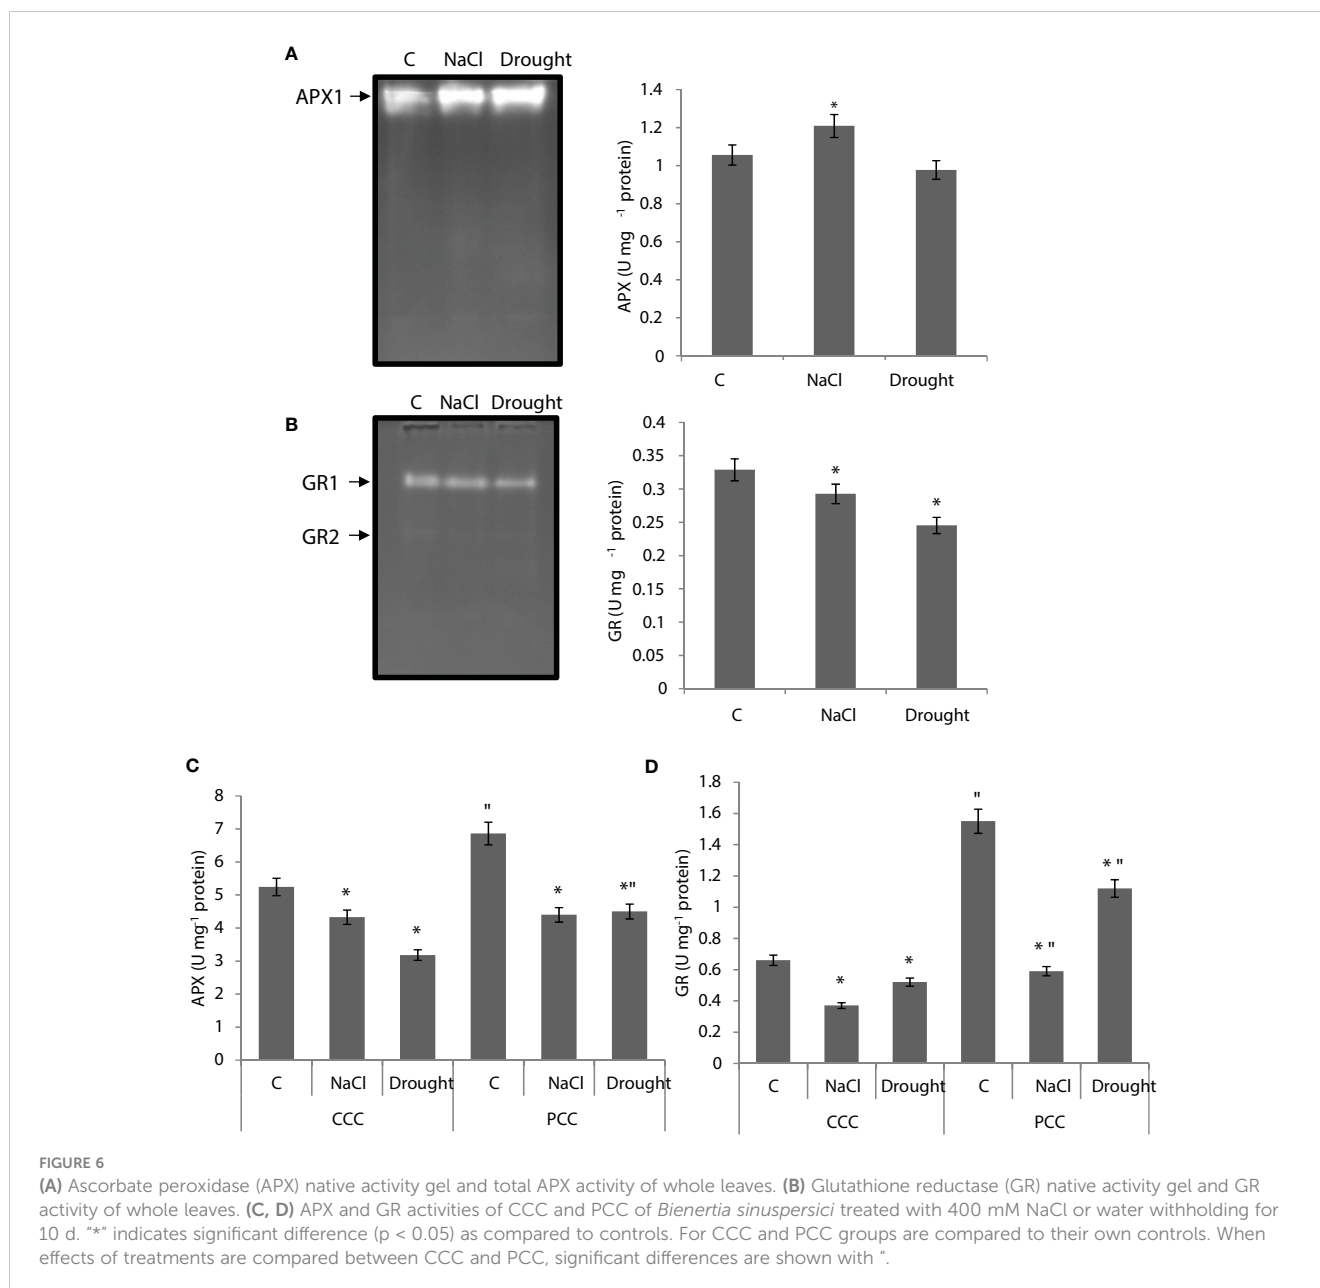 A
C NaCl Drought
APX1
1.4
1.2
1
0.8
0.6
0.4
0.2
0
APX (U mg -1 protein)
*
C NaCl Drought
B
C NaCl Drought
GR1
GR2
0.4
0.35
0.3
0.25
0.2
0.15
0.1
0.05
0
GR (U mg -1 protein)
*
*
C NaCl Drought
C
8
7
6
5
4
3
2
1
0
APX (U mg-1 protein)
*
*
"
*
*"
C NaCl Drought C NaCl Drought
CCC PCC
D
1.8
1.6
1.4
1.2
1
0.8
0.6
0.4
0.2
0
GR (U mg-1 protein)
*
*
"
* "
* "
C NaCl Drought C NaCl Drought
CCC PCC
FIGURE 6
(A) Ascorbate peroxidase (APX) native activity gel and total APX activity of whole leaves. (B) Glutathione reductase (GR) native activity gel and GR
activity of whole leaves. (C, D) APX and GR activities of CCC and PCC of Bienertia sinuspersici treated with 400 mM NaCl or water withholding for
10 d. “*” indicates significant difference (p < 0.05) as compared to controls. For CCC and PCC groups are compared to their own controls. When
effects of treatments are compared between CCC and PCC, significant differences are shown with “.